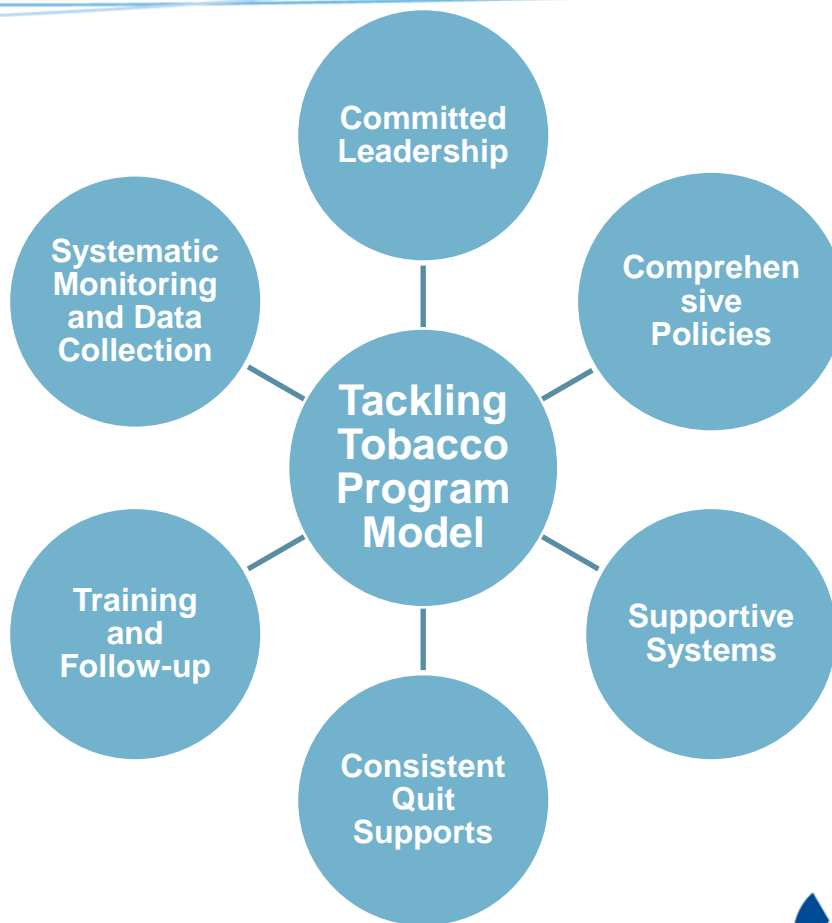 Committed
Leadership
Comprehen
sive
Policies
Supportive
Systems
Consistent
Quit
Supports
Training
and
Follow-up
Systematic
Monitoring
and Data
Collection
Tackling
Tobacco
Program
Model